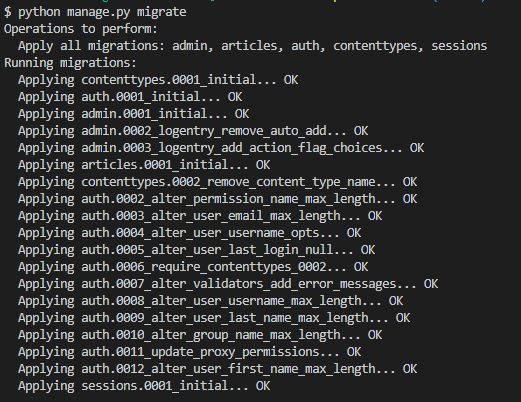 $ python manage.py migrate
Operations to perform:
  Apply all migrations: admin, articles, auth, contenttypes, sessions
Running migrations:
  Applying contenttypes.0001_initial... OK
  Applying auth.0001_initial... OK
  Applying admin.0001_initial... OK
  Applying admin.0002_logentry_remove_auto_add... OK
  Applying admin.0003_logentry_add_action_flag_choices... OK
  Applying articles.0001_initial... OK
  Applying contenttypes.0002_remove_content_type_name... OK
  Applying auth.0002_alter_permission_name_max_length... OK
  Applying auth.0003_alter_user_email_max_length... OK
  Applying auth.0004_alter_user_username_opts... OK
  Applying auth.0005_alter_user_last_login_null... OK
  Applying auth.0006_require_contenttypes_0002... OK
  Applying auth.0007_alter_validators_add_error_messages... OK
  Applying auth.0008_alter_user_username_max_length... OK
  Applying auth.0009_alter_user_last_name_max_length... OK
  Applying auth.0010_alter_group_name_max_length... OK
  Applying auth.0011_update_proxy_permissions... OK
  Applying auth.0012_alter_user_first_name_max_length... OK
  Applying sessions.0001_initial... OK